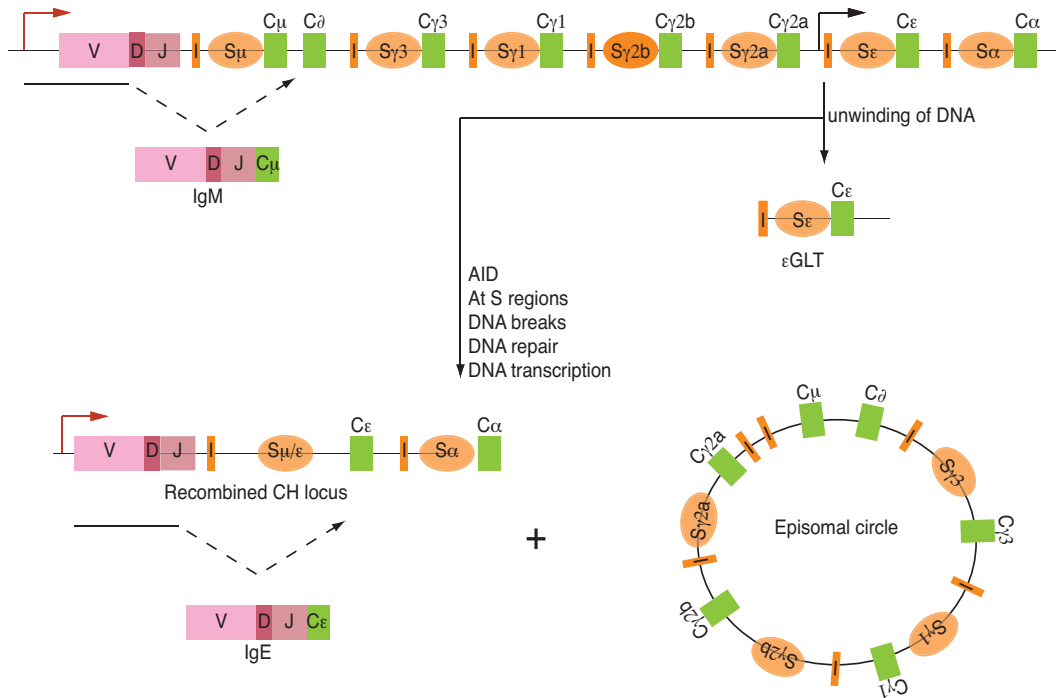 Cμ C∂ Cγ3 Cγ1 Cγ2b Cγ2a Cε Cα
V D J I Sμ I Sγ3 I Sγ1 I Sγ2b I Sγ2a I Sε I Sα
unwinding of DNA
V D J Cμ
IgM
Cε
I Sε
εGLT
AID
At S regions
DNA breaks
DNA repair
DNA transcription
Cε Cα
V D J I Sμ/ε I Sα
Recombined CH locus
V D J Cε
IgE
+
Cμ
C∂
I
Sγ3
Cγ3
I
Sγ1
Cγ1
I
Sγ2b
Cγ2b
I
Sγ2a
Cγ2a
I
I
Episomal circle